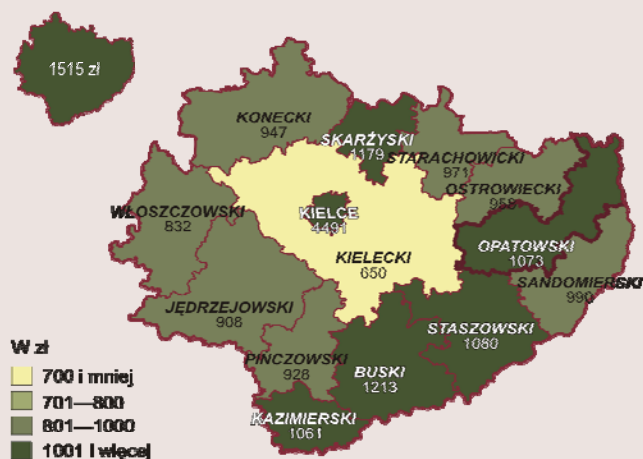 1515 zł
KONECKI
947
SKARŻYSKI
1179
STARACHOWICKI
971
OSTROWIECKI
WŁOSZCZOWSKI
832
KIELCE
4491
KIELECKI
650
OPATOWSKI
1073
SANDOMIERSKI
990
JĘDRZEJOWSKI
908
STASZOWSKI
1080
PIŃCZOWSKI
928
BUSKI
1213
KAZIMIERSKI
1061
W zł
700 i mniej
701—800
801—1000
1001 i więcej